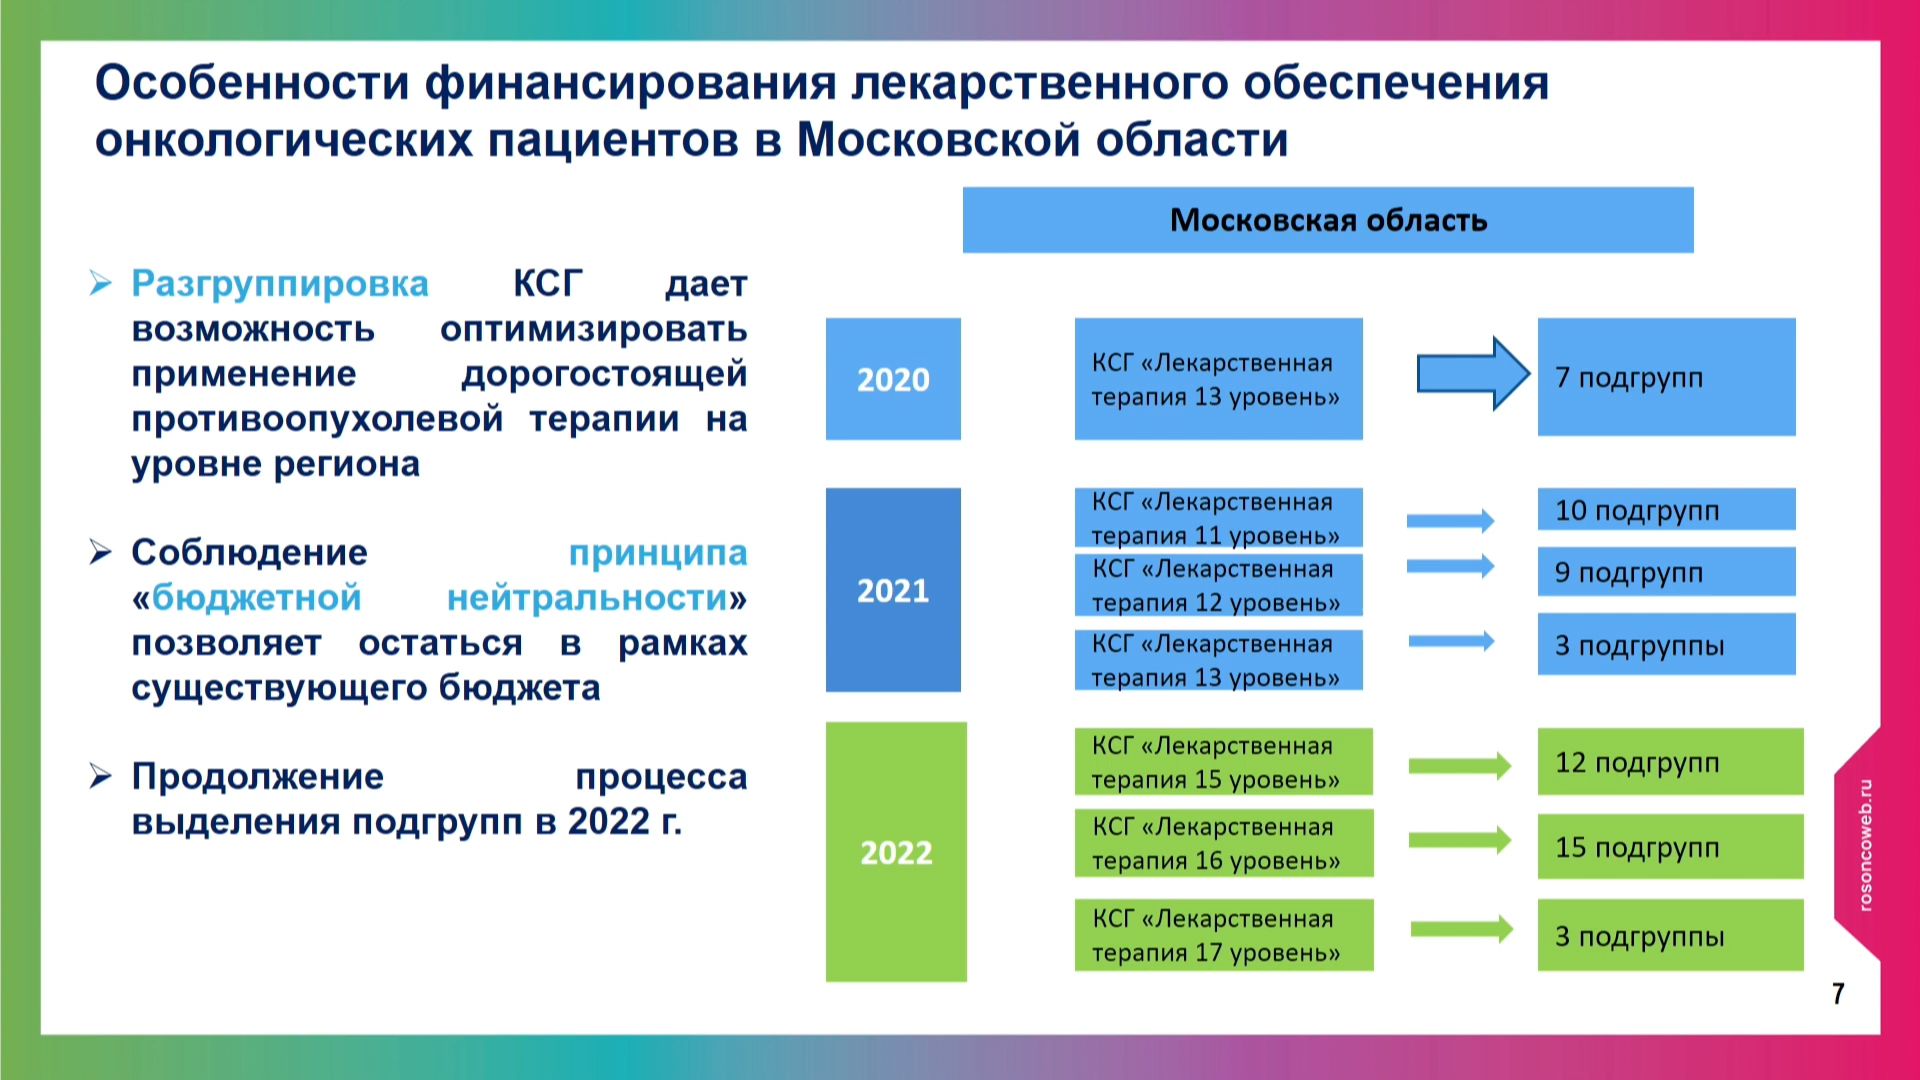 Особенности финансирования лекарственного обеспечения
онкологических пациентов в Московской области
Разгруппировка КСГ дает
возможность оптимизировать
применение дорогостоящей
противоопухолевой терапии на
уровне региона
Соблюдение принципа
«бюджетной нейтральности»
позволяет остаться в рамках
существующего бюджета
Продолжение процесса
выделения подгрупп в 2022 г.
Московская область
2020
КСГ «Лекарственная
терапия 13 уровень»
7 подгрупп
2021
КСГ «Лекарственная
терапия 11 уровень»
10 подгрупп
КСГ «Лекарственная
терапия 12 уровень»
9 подгрупп
КСГ «Лекарственная
терапия 13 уровень»
3 подгруппы
2022
КСГ «Лекарственная
терапия 15 уровень»
12 подгрупп
КСГ «Лекарственная
терапия 16 уровень»
15 подгрупп
КСГ «Лекарственная
терапия 17 уровень»
3 подгруппы
rosoncoweb.ru
7